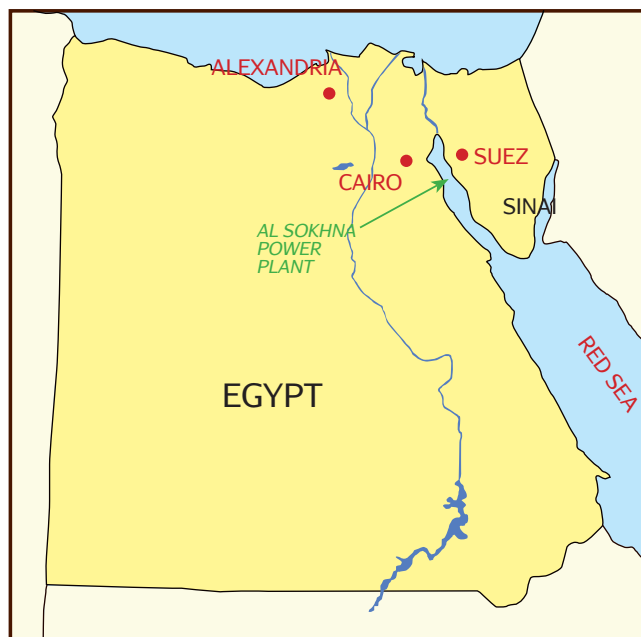 ALEXANDRIA
SUEZ
CAIRO
SINAI
AL SOKHNA
POWER
PLANT
RED SEA
EGYPT